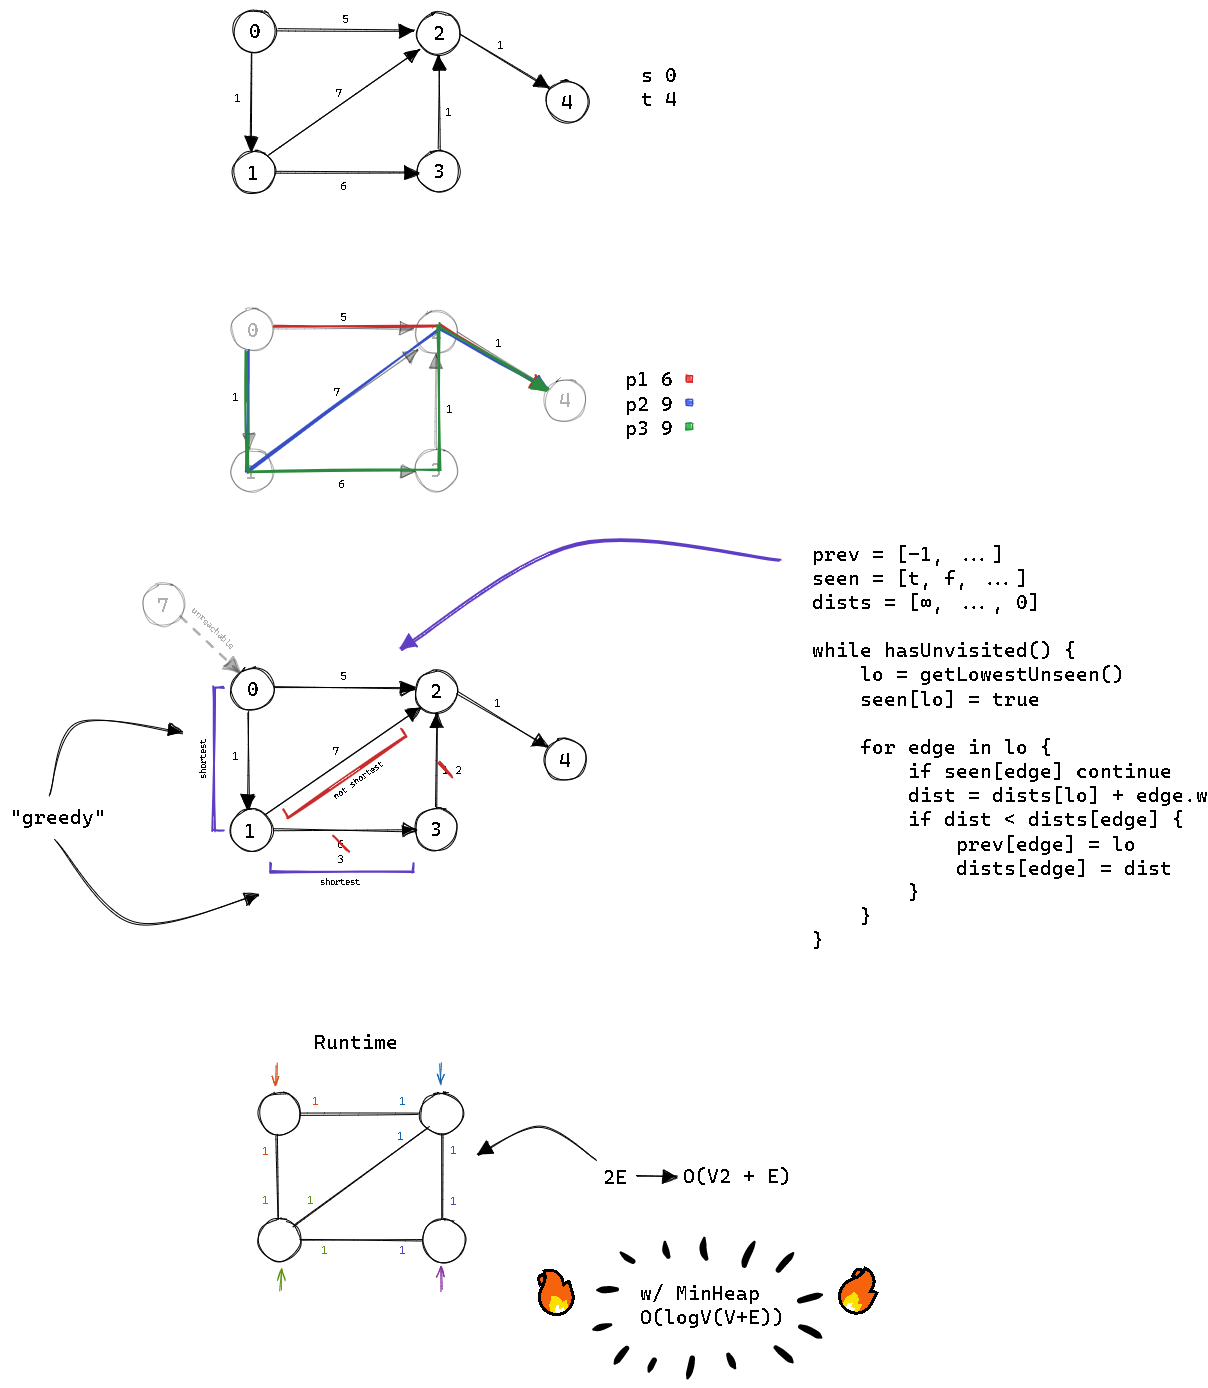 0
5
2
1
4
s 0
t 4
1
7
1
1
3
6
0
5
2
1
7
1
1
4
p1 6
p2 9
p3 9
1
3
6
prev = [-1, ...]
seen = [t, f, ...]
dists = [∞, ..., 0]
while hasUnvisited() {
lo = getLowestUnseen()
seen[lo] = true
for edge in lo {
if seen[edge] continue
dist = dists[lo] + edge.w
if dist < dists[edge] {
prev[edge] = lo
dists[edge] = dist
}
}
}
7
unreachable
0
5
2
1
4
shortest
1
7
not shortest
1 2
"greedy"
1
3
6
3
shortest
Runtime
1 1
1
1 1
1 1 1
1 1
2E
O(V2 + E)
w/ MinHeap
O(logV(V+E))